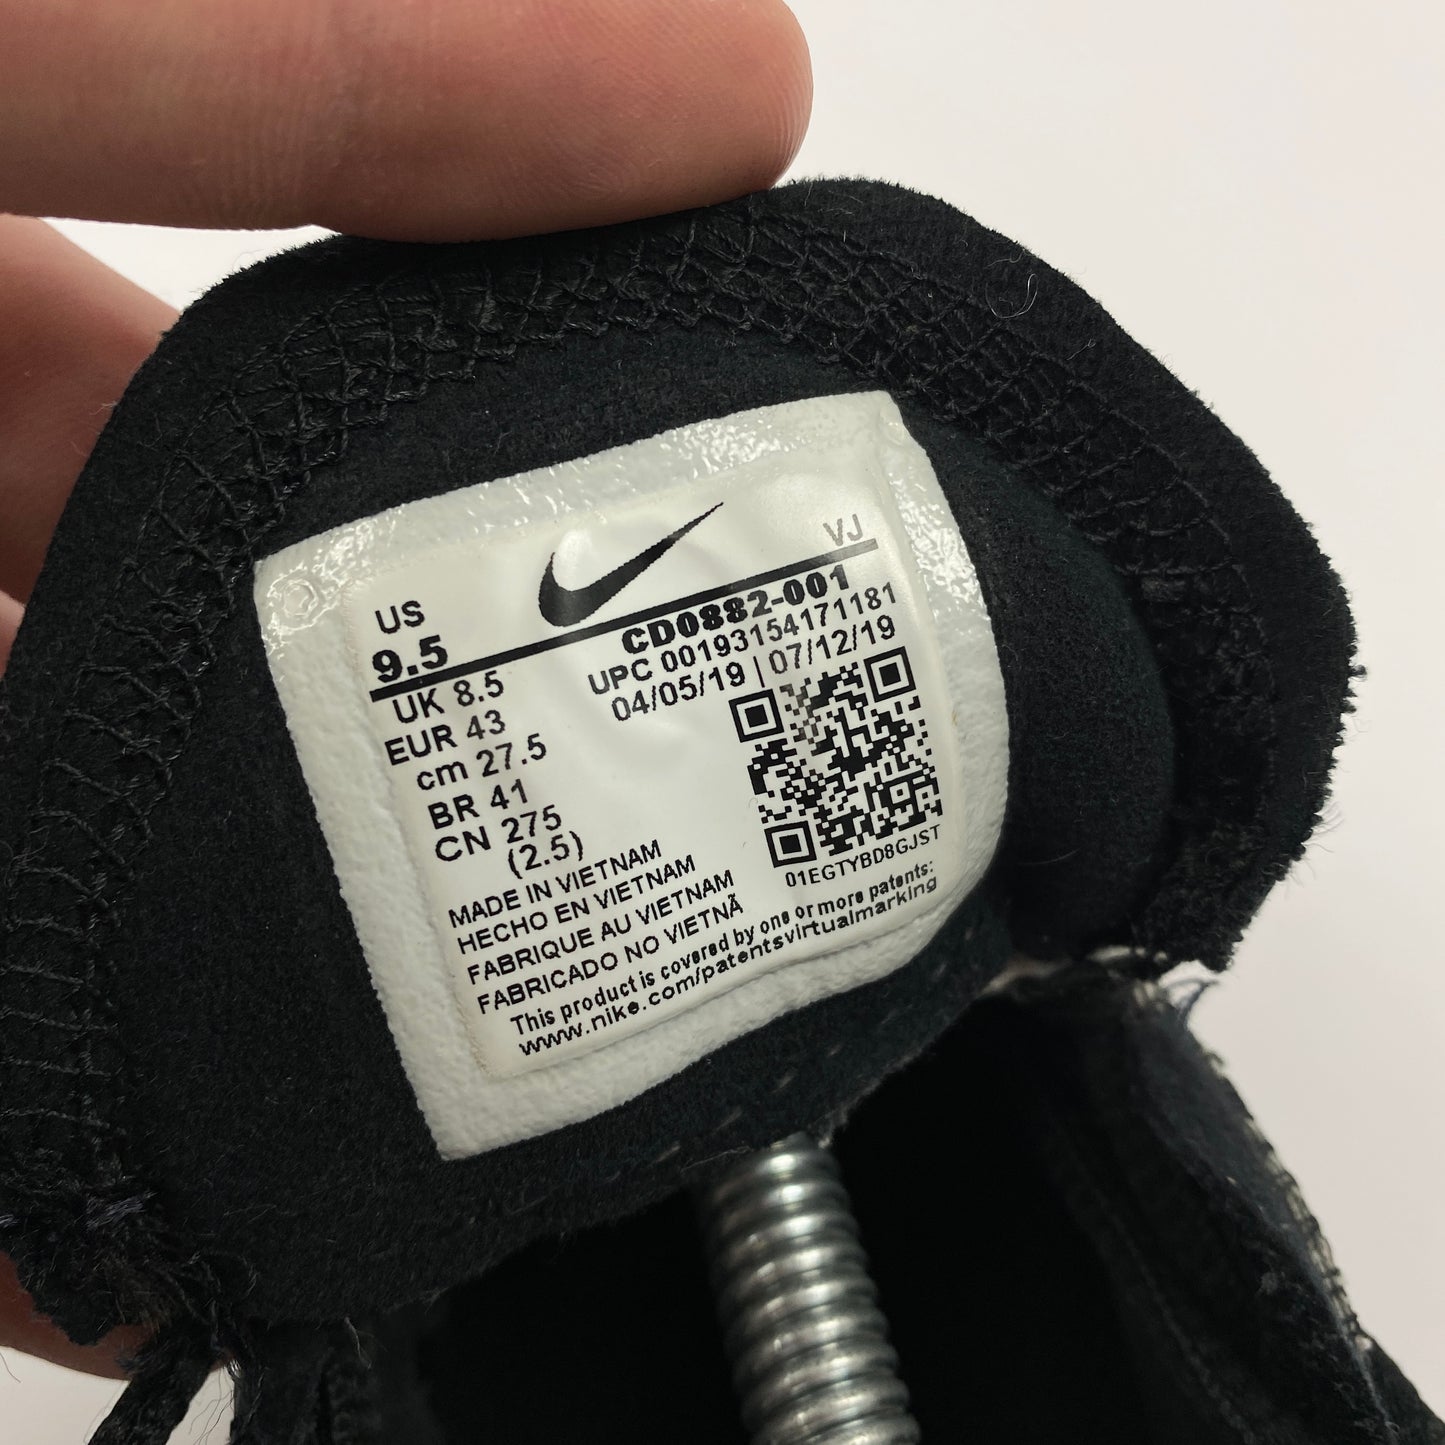 VJ
US
9.5
CD0882-001
UPC 00193154171181
04/05/19 | 07/12/19
UK 8.5
EUR 43
cm 27.5
BR 41
CN 275
(2.5)
01EGTYBD8GJST
MADE IN VIETNAM
HECHO EN VIETNAM
FABRIQUE AU VIETNAM
FABRICADO NO VIETNÃ
This product is covered by one or more patents:
www.nike.com/patentsvirtualmarking